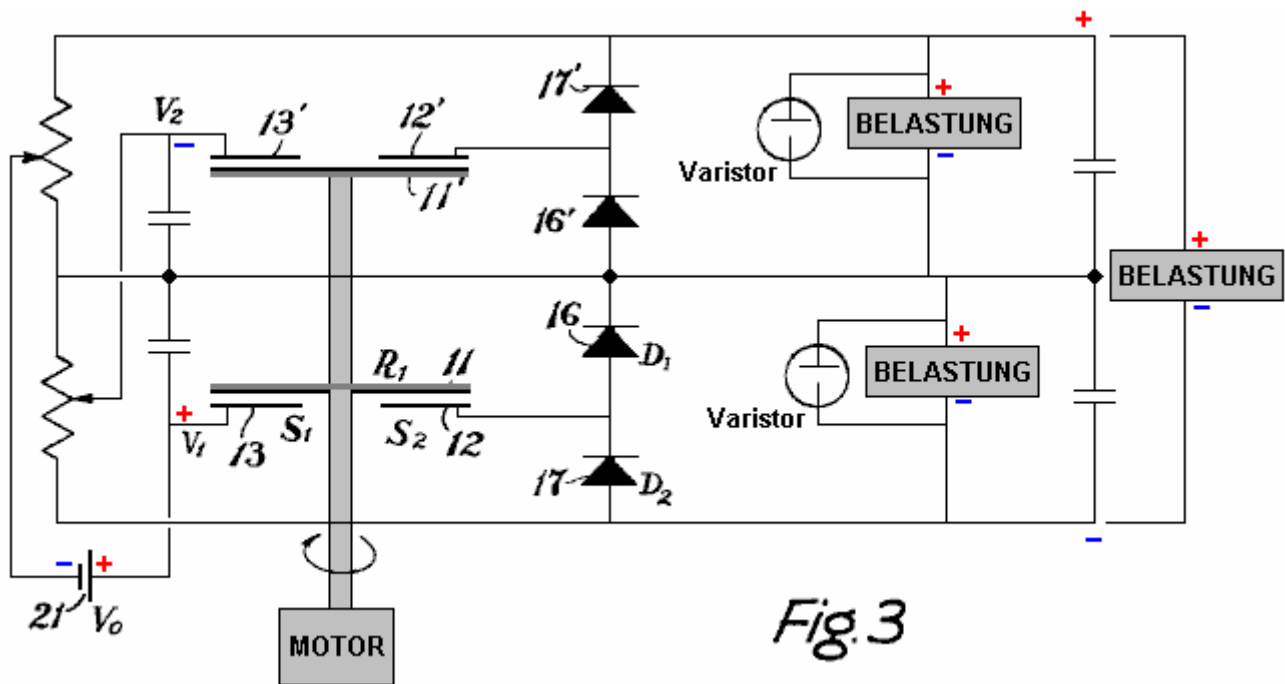 +
17'
+
V2
13'
12'
BELASTUNG
−
Varistor
−
11'
16'
+
BELASTUNG
−
16
D1
+
R1
11
BELASTUNG
−
+
V1
13
S1
S2
12
Varistor
17
D2
−
− +
21
V0
MOTOR
Fig. 3